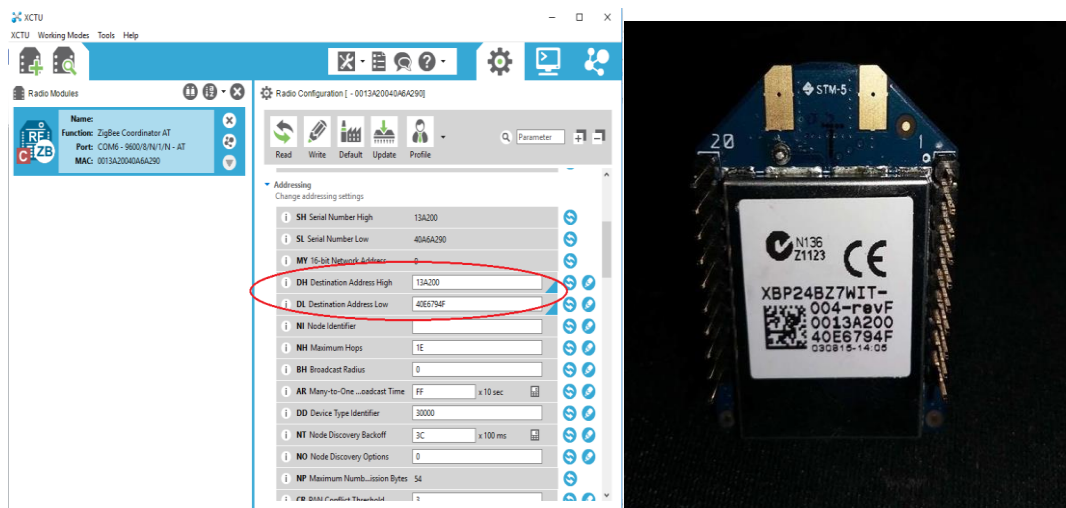 XCTU
XCTU Working Modes Tools Help
Radio Modules
Name:
Function: ZigBee Coordinator AT
Port: COM6 - 9600/8/N/1/N - AT
MAC: 0013A20040A6A290
RF
C ZB
Radio Configuration [ - 0013A20040A6A290]
Read Write Default Update Profile
Parameter
Addressing
Change addressing settings
i SH Serial Number High 13A200
i SL Serial Number Low 40A6A290
i MY 16-bit Network Address 0
i DH Destination Address High 13A200
i DL Destination Address Low 40E6794F
i NI Node Identifier
i NH Maximum Hops 1E
i BH Broadcast Radius 0
i AR Many-to-One ...oadcast Time FF x 10 sec
i DD Device Type Identifier 30000
i NT Node Discovery Backoff 3C x 100 ms
i NO Node Discovery Options 0
i NP Maximum Numb...ission Bytes 54
i CR PAN Conflict Threshold 3
STM-5
20 1
N136
Z1123
CE
XBP24BZ7WIT-
004-revF
0013A200
40E6794F
030815-14:05